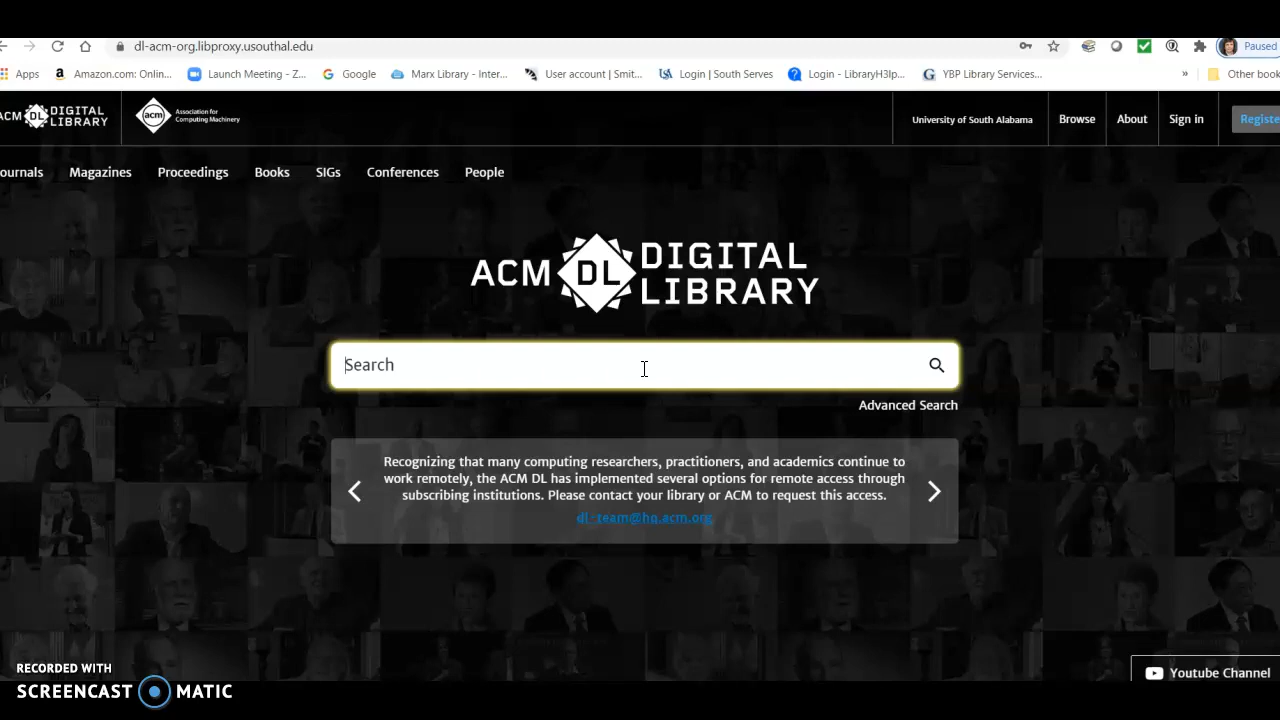 dl-acm-org.libproxy.usouthal.edu
Paused
Apps
Amazon.com: Onlin...
Launch Meeting - Z...
Google
Marx Library - Inter...
User account | Smit...
Login | South Serves
Login - LibraryH3lp...
YBP Library Services...
»
Other book
ACM DL DIGITAL LIBRARY
acm Association for
Computing Machinery
University of South Alabama
Browse
About
Sign in
Registe
ournals
Magazines
Proceedings
Books
SIGs
Conferences
People
ACM DL DIGITAL
LIBRARY
Search
Advanced Search
Recognizing that many computing researchers, practitioners, and academics continue to
work remotely, the ACM DL has implemented several options for remote access through
subscribing institutions. Please contact your library or ACM to request this access.
dl-team@hq.acm.org
RECORDED WITH
SCREENCAST MATIC
Youtube Channel